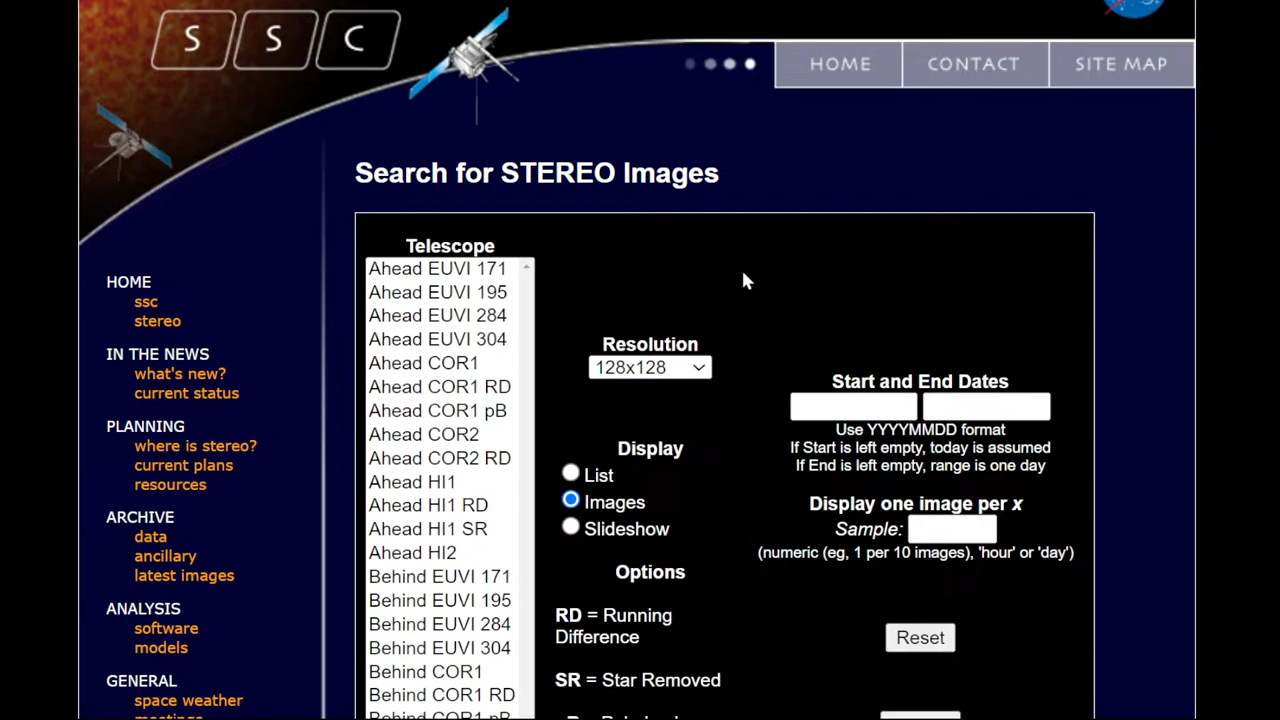 S S C
HOME CONTACT SITE MAP
Search for STEREO Images
HOME
ssc
stereo
IN THE NEWS
what's new?
current status
PLANNING
where is stereo?
current plans
resources
ARCHIVE
data
ancillary
latest images
ANALYSIS
software
models
GENERAL
space weather
meetings
Telescope
Ahead EUVI 171
Ahead EUVI 195
Ahead EUVI 284
Ahead EUVI 304
Ahead COR1
Ahead COR1 RD
Ahead COR1 pB
Ahead COR2
Ahead COR2 RD
Ahead HI1
Ahead HI1 RD
Ahead HI1 SR
Ahead HI2
Behind EUVI 171
Behind EUVI 195
Behind EUVI 284
Behind EUVI 304
Behind COR1
Behind COR1 RD
Behind COR1 pB
Resolution
128x128
Display
List
Images
Slideshow
Options
RD = Running
Difference
SR = Star Removed
Start and End Dates
Use YYYYMMDD format
If Start is left empty, today is assumed
If End is left empty, range is one day
Display one image per x
Sample:
(numeric (eg, 1 per 10 images), 'hour' or 'day')
Reset